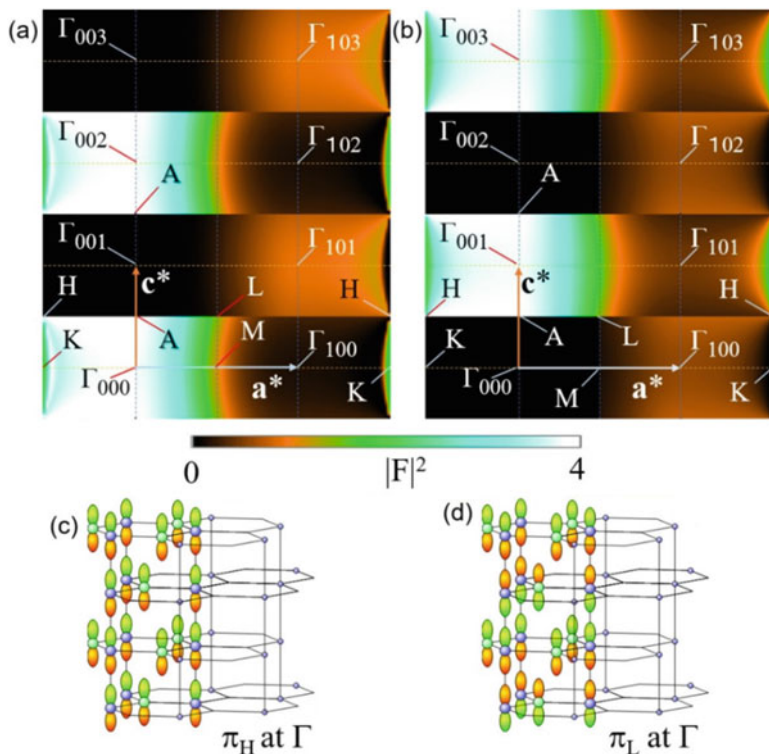 (a)
Γ003 Γ103
Γ002 Γ102
A
Γ001 Γ101
c*
H L H
K A M Γ100
Γ000 a* K
(b)
Γ003 Γ103
Γ002 Γ102
A
Γ001 Γ101
c*
H H
K A L Γ100
Γ000 M a* K
0 |F|² 4
(c)
πH at Γ
(d)
πL at Γ